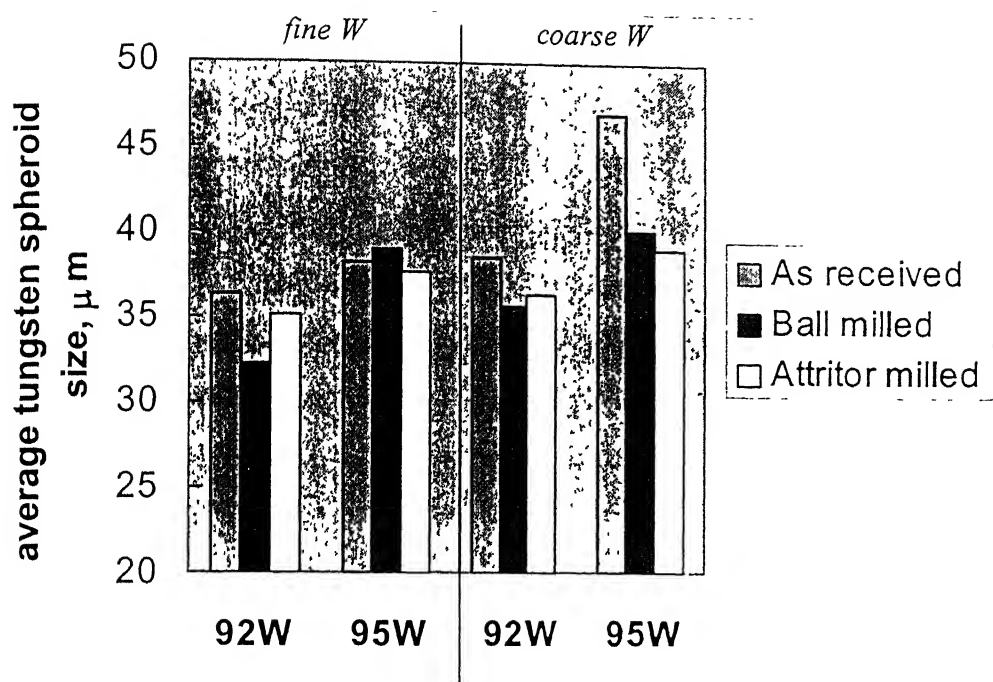 fine W
coarse W
average tungsten spheroid
size, μm
50
45
40
35
30
25
20
As received
Ball milled
Attritor milled
92W
95W
92W
95W